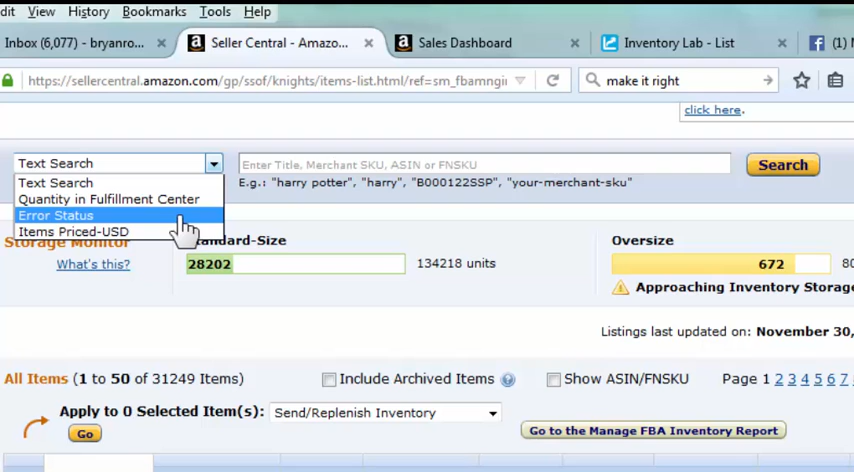 dit View History Bookmarks Tools Help
Inbox (6,077) - bryanro... × Seller Central - Amazo... × Sales Dashboard × Inventory Lab - List × (1) M
https://sellercentral.amazon.com/gp/ssof/knights/items-list.html/ref=sm_fbamngin make it right
click here.
Text Search Enter Title, Merchant SKU, ASIN or FNSKU Search
Text Search E.g.: "harry potter", "harry", "B000122SSP", "your-merchant-sku"
Quantity in Fulfillment Center
Error Status
Items Priced-USD
Storage Monitor tandard-Size Oversize
What's this? 28202 134218 units 672 80
Approaching Inventory Storage
Listings last updated on: November 30,
All Items (1 to 50 of 31249 Items) Include Archived Items ? Show ASIN/FNSKU Page 1 2 3 4 5 6 7
Apply to 0 Selected Item(s): Send/Replenish Inventory
Go Go to the Manage FBA Inventory Report